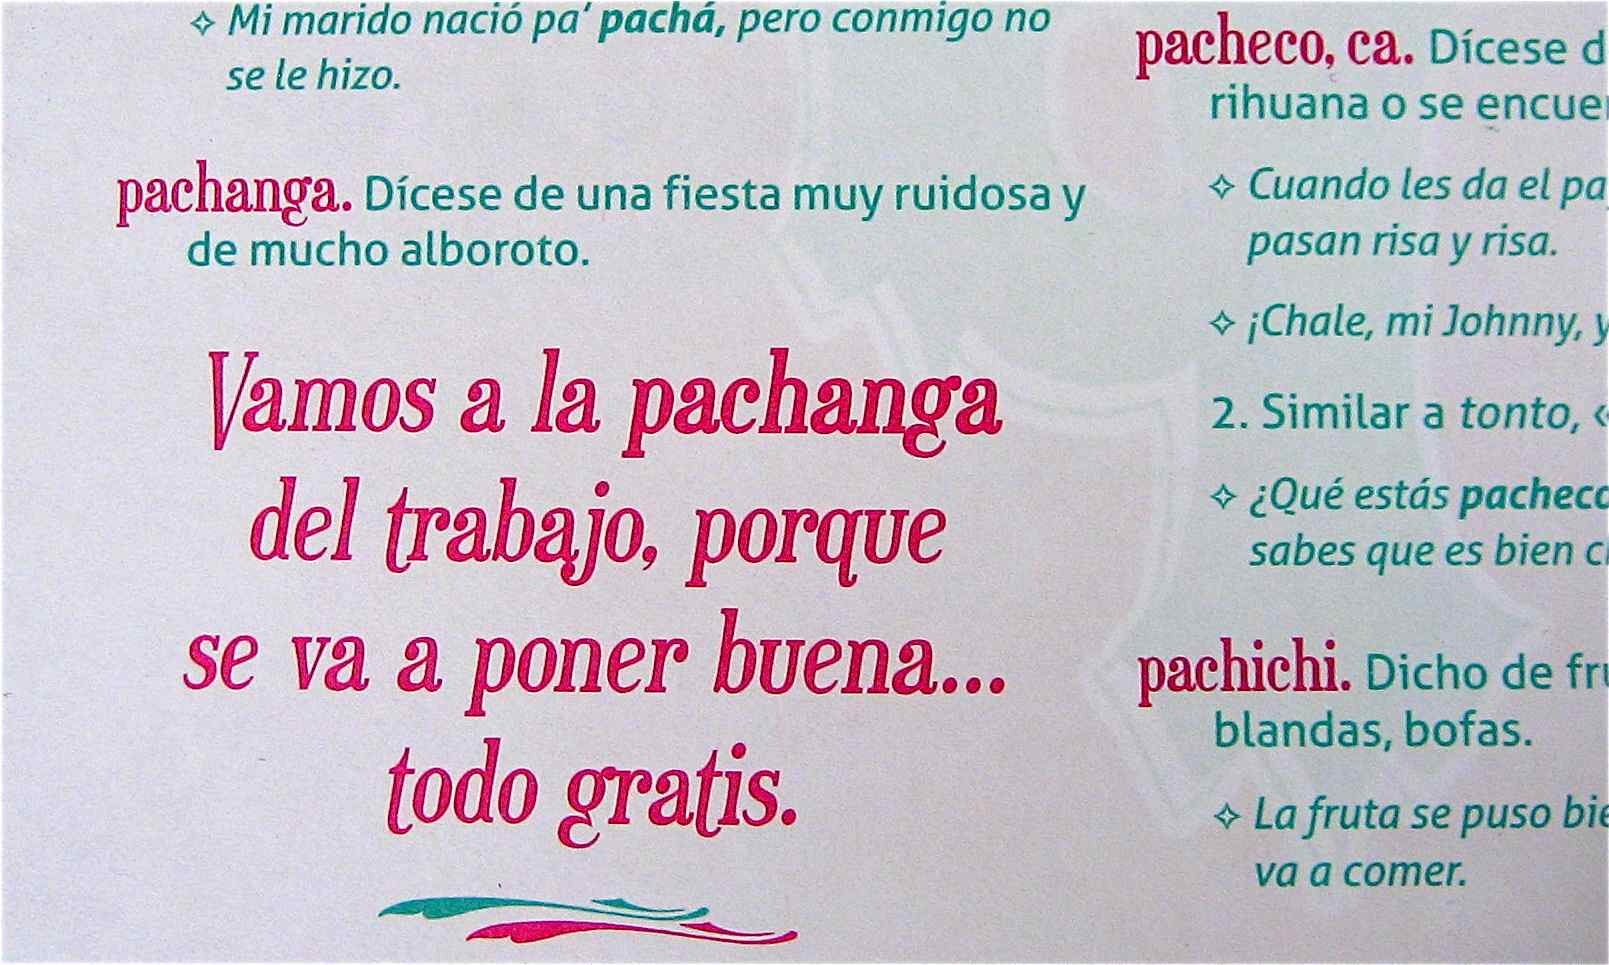 ✧ Mi marido nació pa‘ pachá, pero conmigo no
se le hizo.
pachanga. Dícese de una fiesta muy ruidosa y
de mucho alboroto.
Vamos a la pachanga
del trabajo, porque
se va a poner buena...
todo gratis.
pacheco, ca. Dícese
rihuana o se
✧ Cuando les da el
pasan risa y risa.
✧ ¡Chale, mi Johnny,
2. Similar a tonto, «
✧ ¿Qué estás pacheco
sabes que es bien
pachichi. Dicho de
blandas, bofas.
✧ La fruta se puso
va a comer.